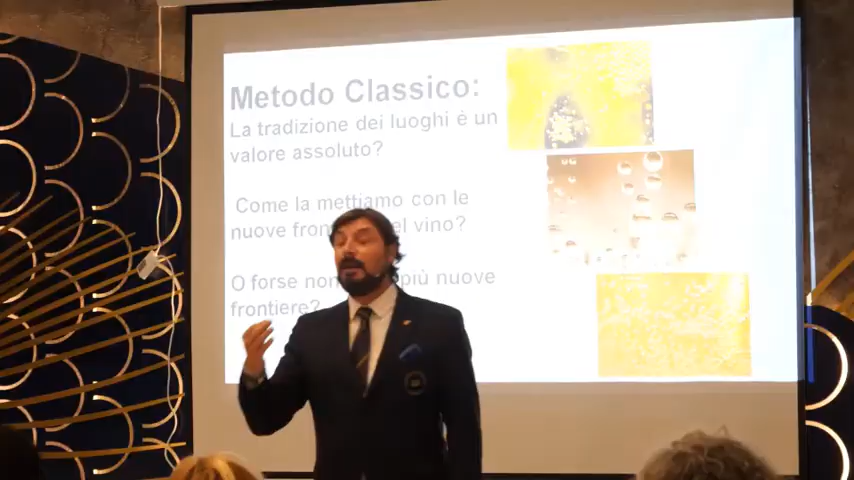 Metodo Classico:
La tradizione dei luoghi è un
valore assoluto?
Come la mettiamo con le
nuove el vino?
O forse non più nuove
frontiere?